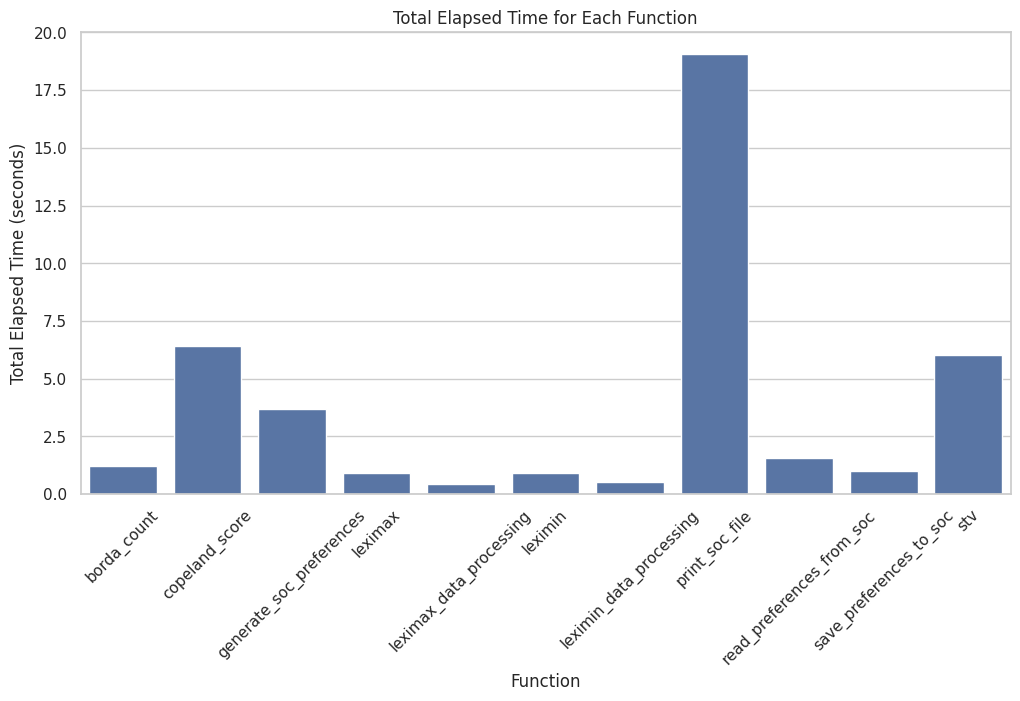 Total Elapsed Time for Each Function
Total Elapsed Time (seconds)
20.0
17.5
15.0
12.5
10.0
7.5
5.0
2.5
0.0
borda_count
copeland_score
generate_soc_preferences
leximax
leximax_data_processing
leximin
leximin_data_processing
print_soc_file
read_preferences_from_soc
save_preferences_to_soc
stv
Function